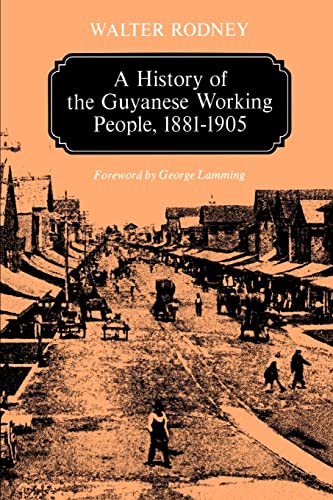 WALTER RODNEY
A History of
the Guyanese Working
People, 1881-1905
Foreword by George Lamming